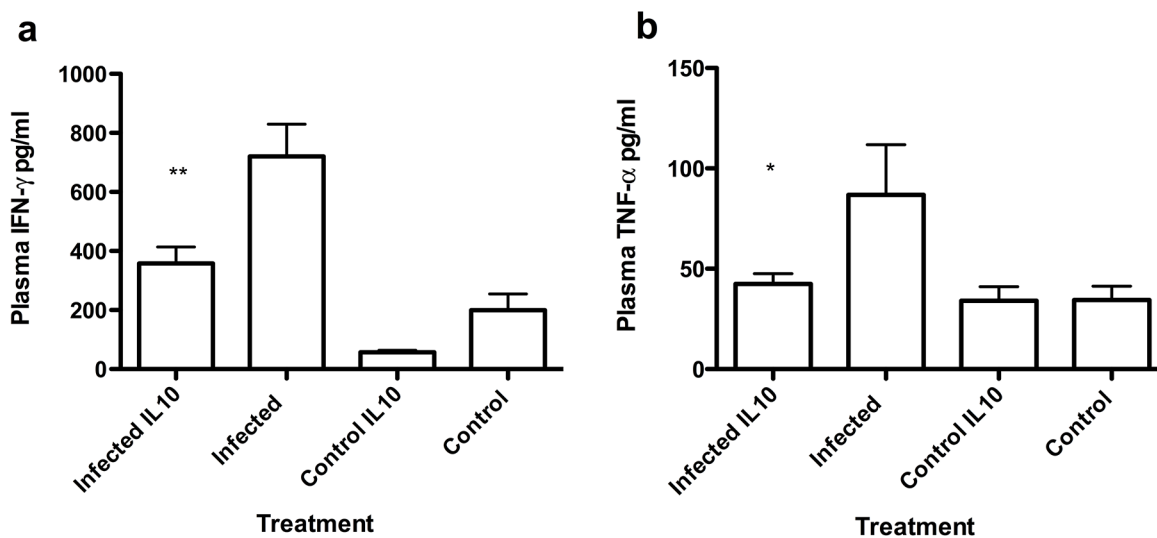 a
Plasma IFN-γ pg/ml
1000
800
600
400
200
0
**
Infected IL10
Infected
Control IL10
Control
Treatment
b
Plasma TNF-α pg/ml
150
100
50
0
*
Infected IL10
Infected
Control IL10
Control
Treatment